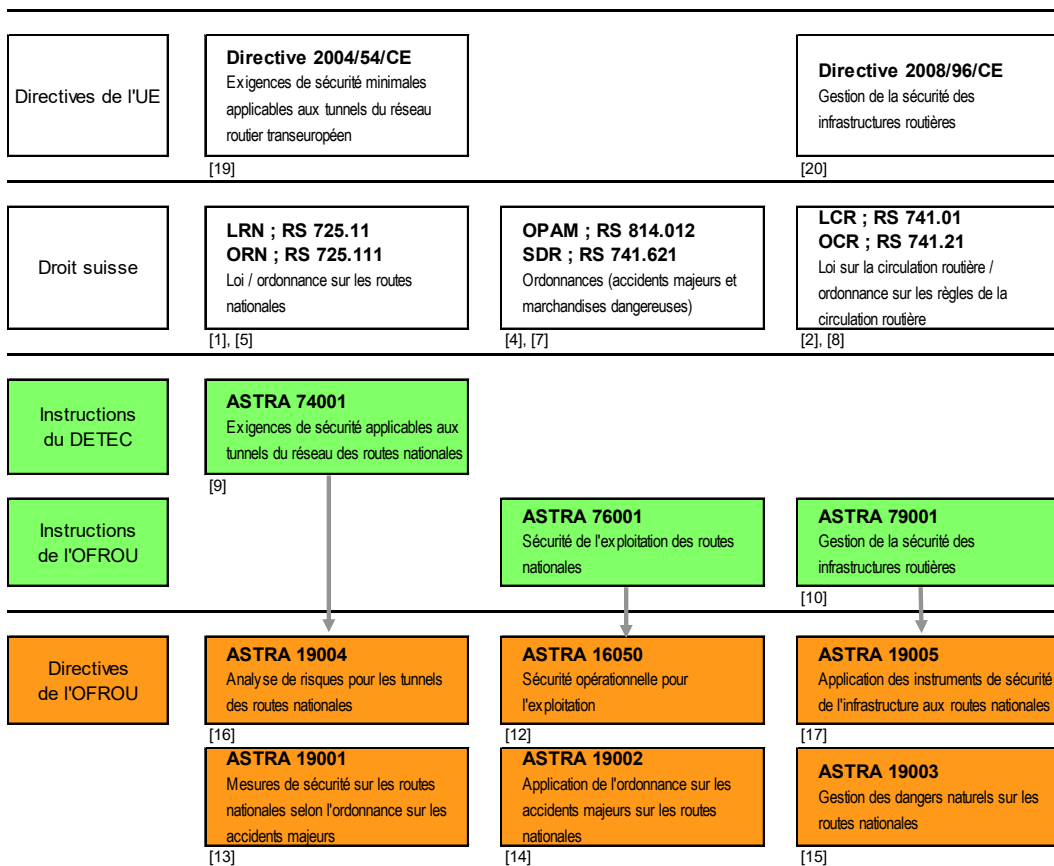 Directives de l'UE
Directive 2004/54/CE
Exigences de sécurité minimales
applicables aux tunnels du réseau
routier transeuropéen
[19]
Directive 2008/96/CE
Gestion de la sécurité des
infrastructures routières
[20]
Droit suisse
LRN ; RS 725.11
ORN ; RS 725.111
Loi / ordonnance sur les routes
nationales
[1], [5]
OPAM ; RS 814.012
SDR ; RS 741.621
Ordonnances (accidents majeurs et
marchandises dangereuses)
[4], [7]
LCR ; RS 741.01
OCR ; RS 741.21
Loi sur la circulation routière /
ordonnance sur les règles de la
circulation routière
[2], [8]
Instructions
du DETEC
ASTRA 74001
Exigences de sécurité applicables aux
tunnels du réseau des routes nationales
[9]
Instructions
de l'OFROU
ASTRA 76001
Sécurité de l'exploitation des routes
nationales
ASTRA 79001
Gestion de la sécurité des
infrastructures routières
[10]
Directives
de l'OFROU
ASTRA 19004
Analyse de risques pour les tunnels
des routes nationales
[16]
ASTRA 16050
Sécurité opérationnelle pour
l'exploitation
[12]
ASTRA 19005
Application des instruments de sécurité
de l'infrastructure aux routes nationales
[17]
ASTRA 19001
Mesures de sécurité sur les routes
nationales selon l'ordonnance sur les
accidents majeurs
[13]
ASTRA 19002
Application de l'ordonnance sur les
accidents majeurs sur les routes
nationales
[14]
ASTRA 19003
Gestion des dangers naturels sur les
routes nationales
[15]